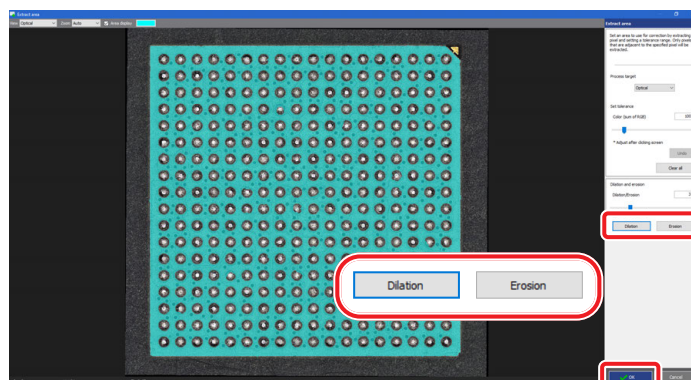 Extract area
View Optical Zoom Auto Area display
Extract area
Set an area to use for correction by extracting
pixel and setting a tolerance range. Only pixels
that are adjacent to the specified pixel will be
extracted.
Process target
Optical
Set tolerance
Color (sum of RGB)
* Adjust after clicking screen
Undo
Clear all
Dilation and erosion
Dilation/Erosion
Dilation Erosion
Dilation Erosion
OK Cancel